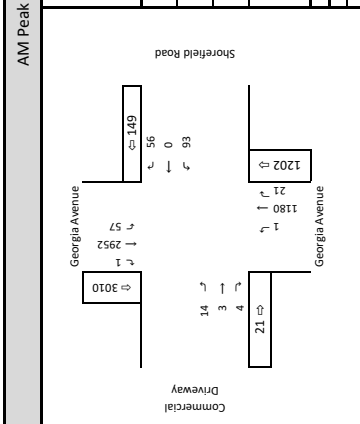 AM Peak
Shorefield Road
⇨ 149
56
0
93
Georgia Avenue
57
2952
1
3010 ⇨
1202 ⇨
21
1180
1
Georgia Avenue
14
3
4
21 ⇨
Commercial
Driveway